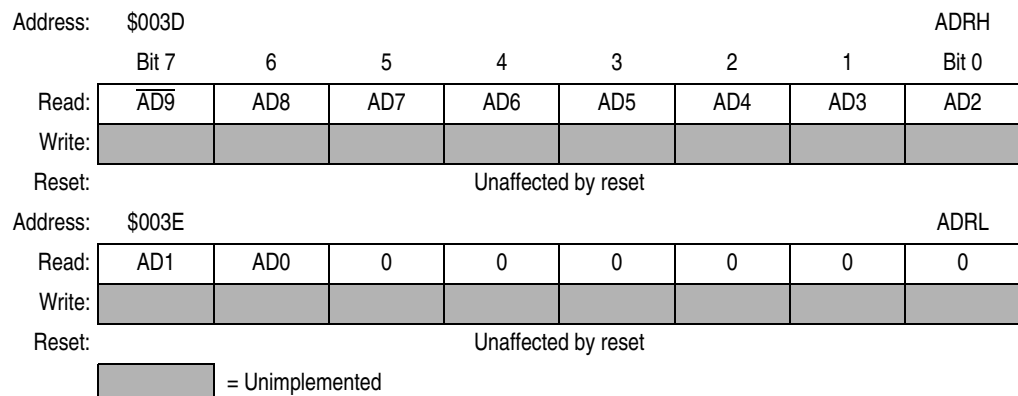 Address: $003D ADRH
Bit 7 6 5 4 3 2 1 Bit 0
Read: A̅D̅9̅ AD8 AD7 AD6 AD5 AD4 AD3 AD2
Write:
Reset: Unaffected by reset
Address: $003E ADRL
Read: AD1 AD0 0 0 0 0 0 0
Write:
Reset: Unaffected by reset
= Unimplemented